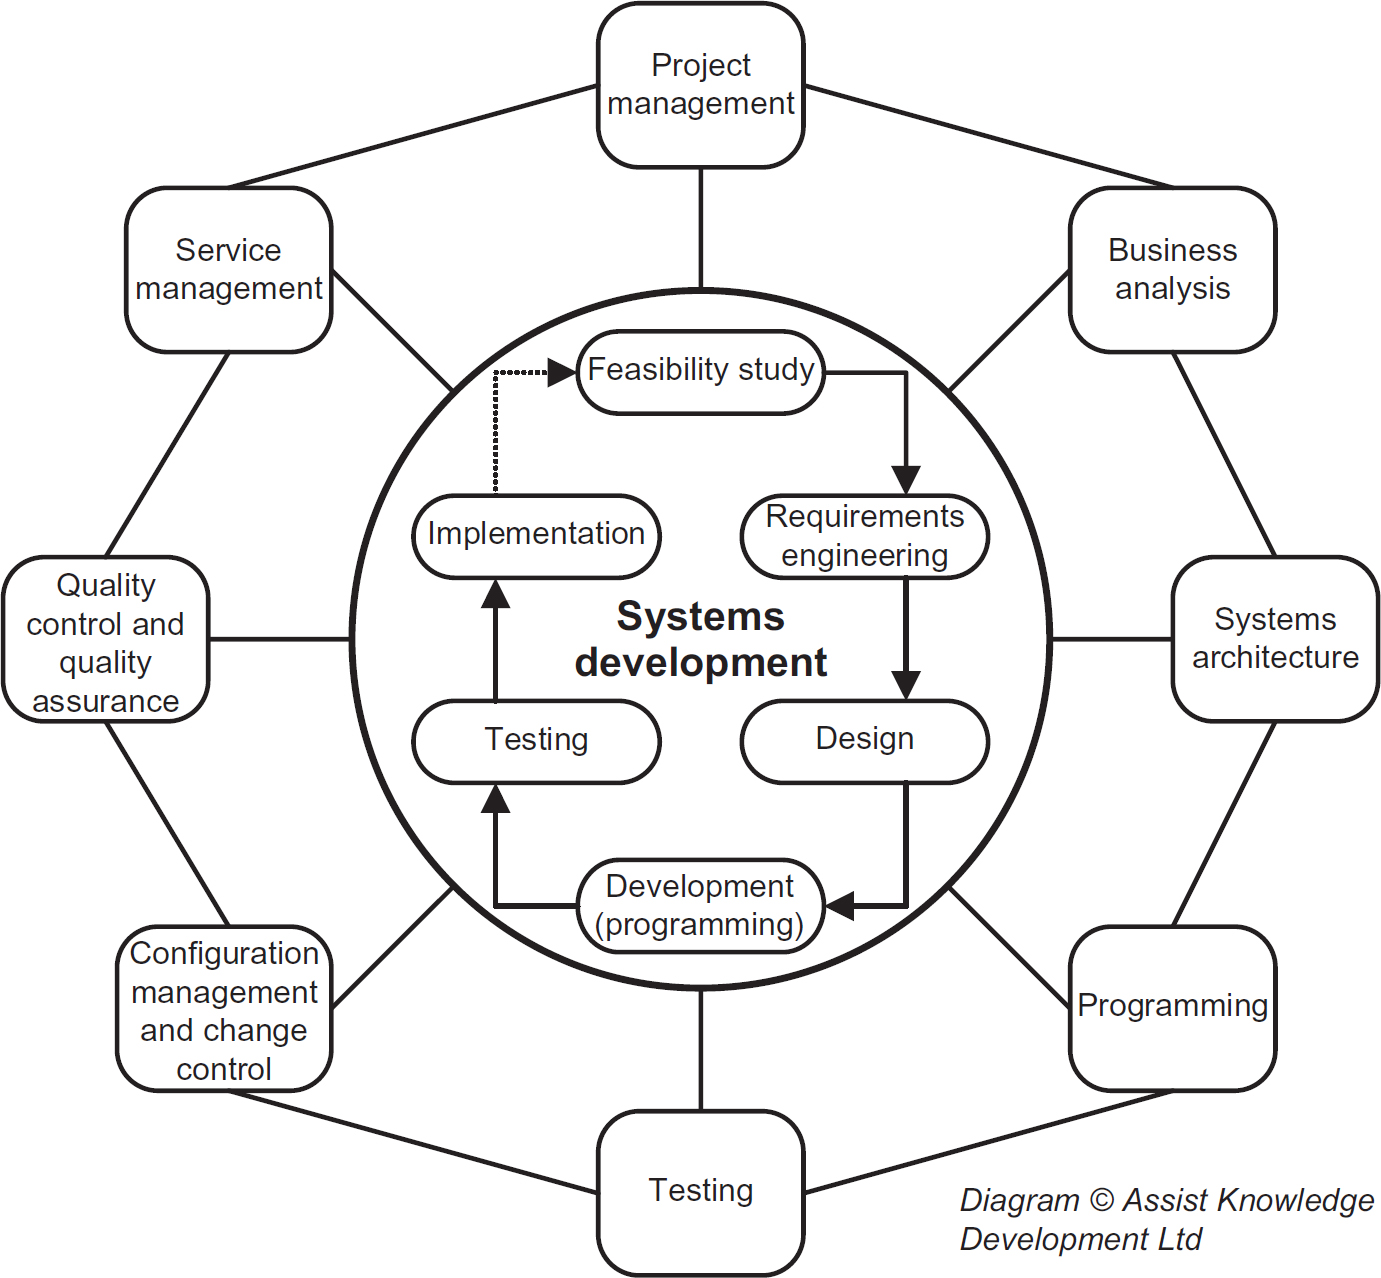 Project
management
Service
management
Business
analysis
Feasibility study
Implementation
Requirements
engineering
Systems
development
Quality
control and
quality
assurance
Systems
architecture
Testing
Design
Development
(programming)
Configuration
management
and change
control
Programming
Testing
Diagram © Assist Knowledge
Development Ltd